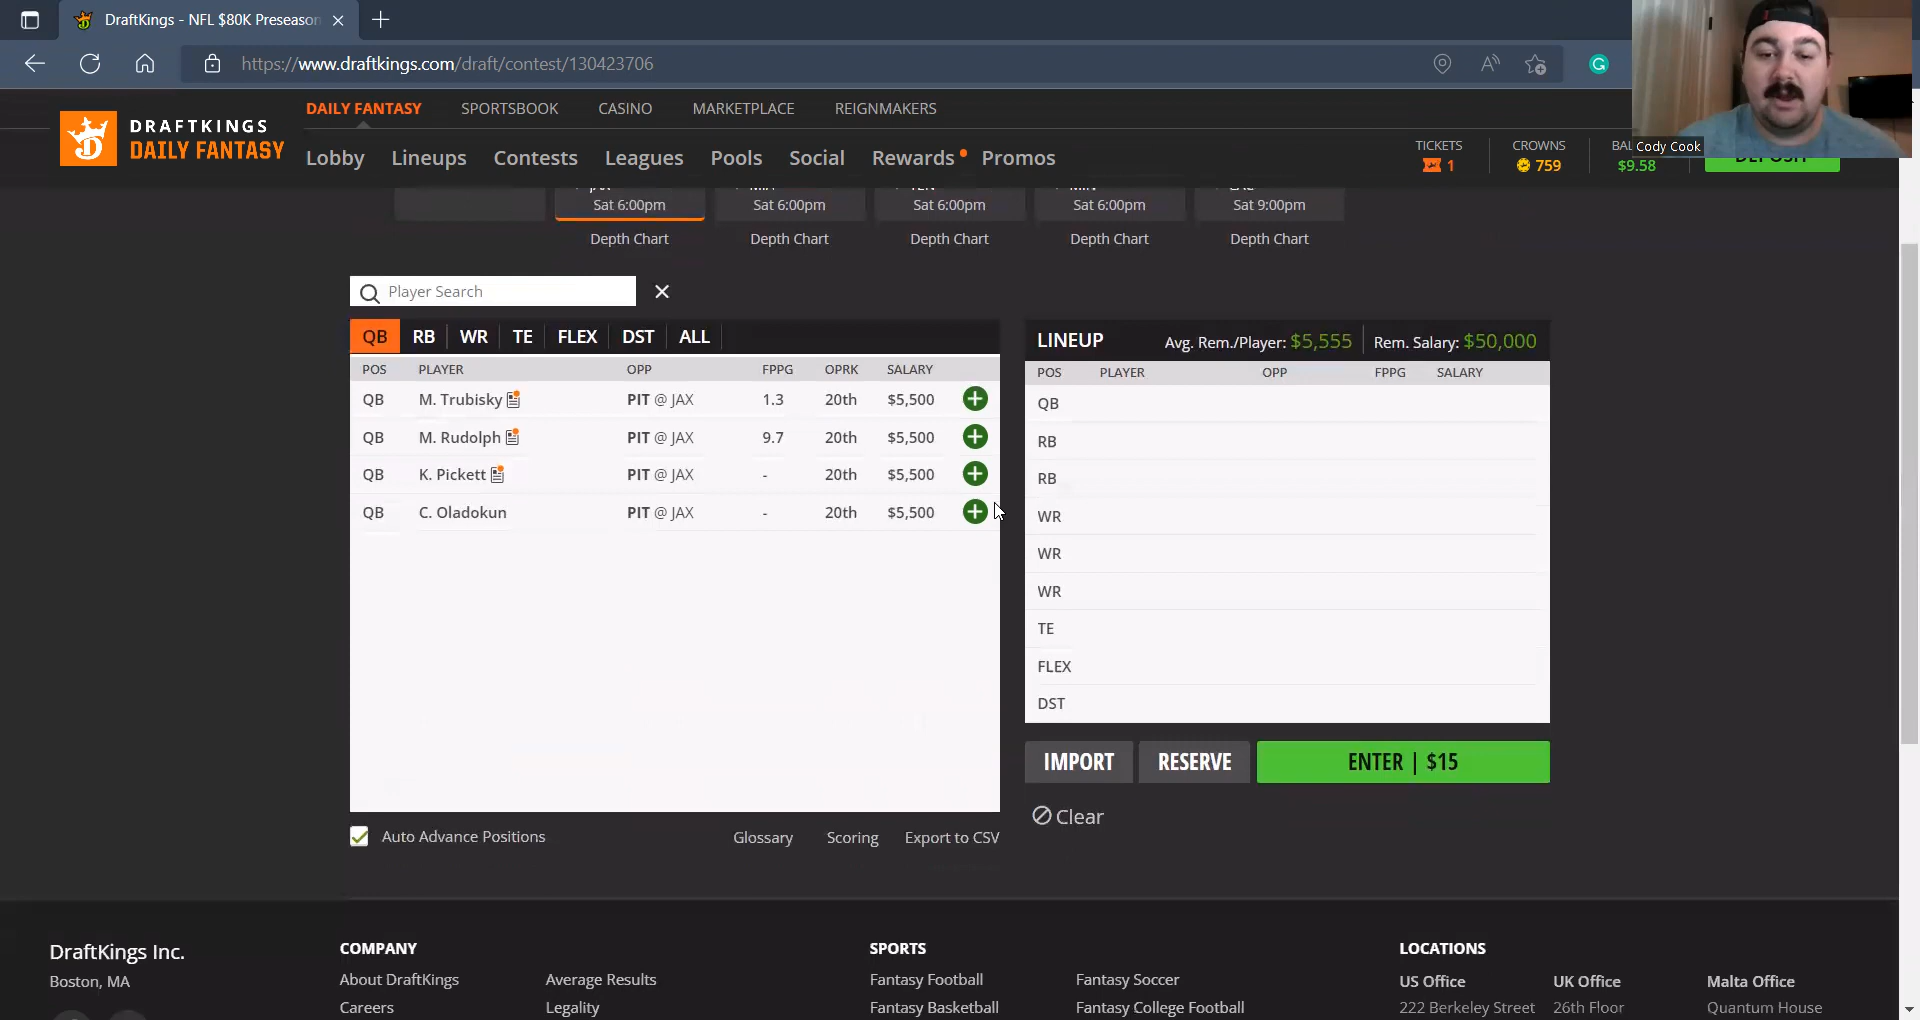 DraftKings - NFL $80K Preseason
https://www.draftkings.com/draft/contest/130423706
Cody Cook
DRAFTKINGS
DAILY FANTASY
DAILY FANTASY SPORTSBOOK CASINO MARKETPLACE REIGNMAKERS
Lobby Lineups Contests Leagues Pools Social Rewards Promos
TICKETS 1
CROWNS 759
$9.58
Sat 6:00pm Sat 6:00pm Sat 6:00pm Sat 6:00pm Sat 9:00pm
Depth Chart Depth Chart Depth Chart Depth Chart Depth Chart
Player Search
QB RB WR TE FLEX DST ALL
POS PLAYER OPP FPPG OPRK SALARY
QB M. Trubisky PIT @ JAX 1.3 20th $5,500
QB M. Rudolph PIT @ JAX 9.7 20th $5,500
QB K. Pickett PIT @ JAX - 20th $5,500
QB C. Oladokun PIT @ JAX - 20th $5,500
LINEUP Avg. Rem./Player: $5,555 Rem. Salary: $50,000
POS PLAYER OPP FPPG SALARY
QB
RB
RB
WR
WR
WR
TE
FLEX
DST
IMPORT RESERVE ENTER | $15
Clear
Auto Advance Positions Glossary Scoring Export to CSV
DraftKings Inc.
Boston, MA
COMPANY
About DraftKings Average Results
Careers Legality
SPORTS
Fantasy Football Fantasy Soccer
Fantasy Basketball Fantasy College Football
LOCATIONS
US Office UK Office Malta Office
222 Berkeley Street 26th Floor Quantum House